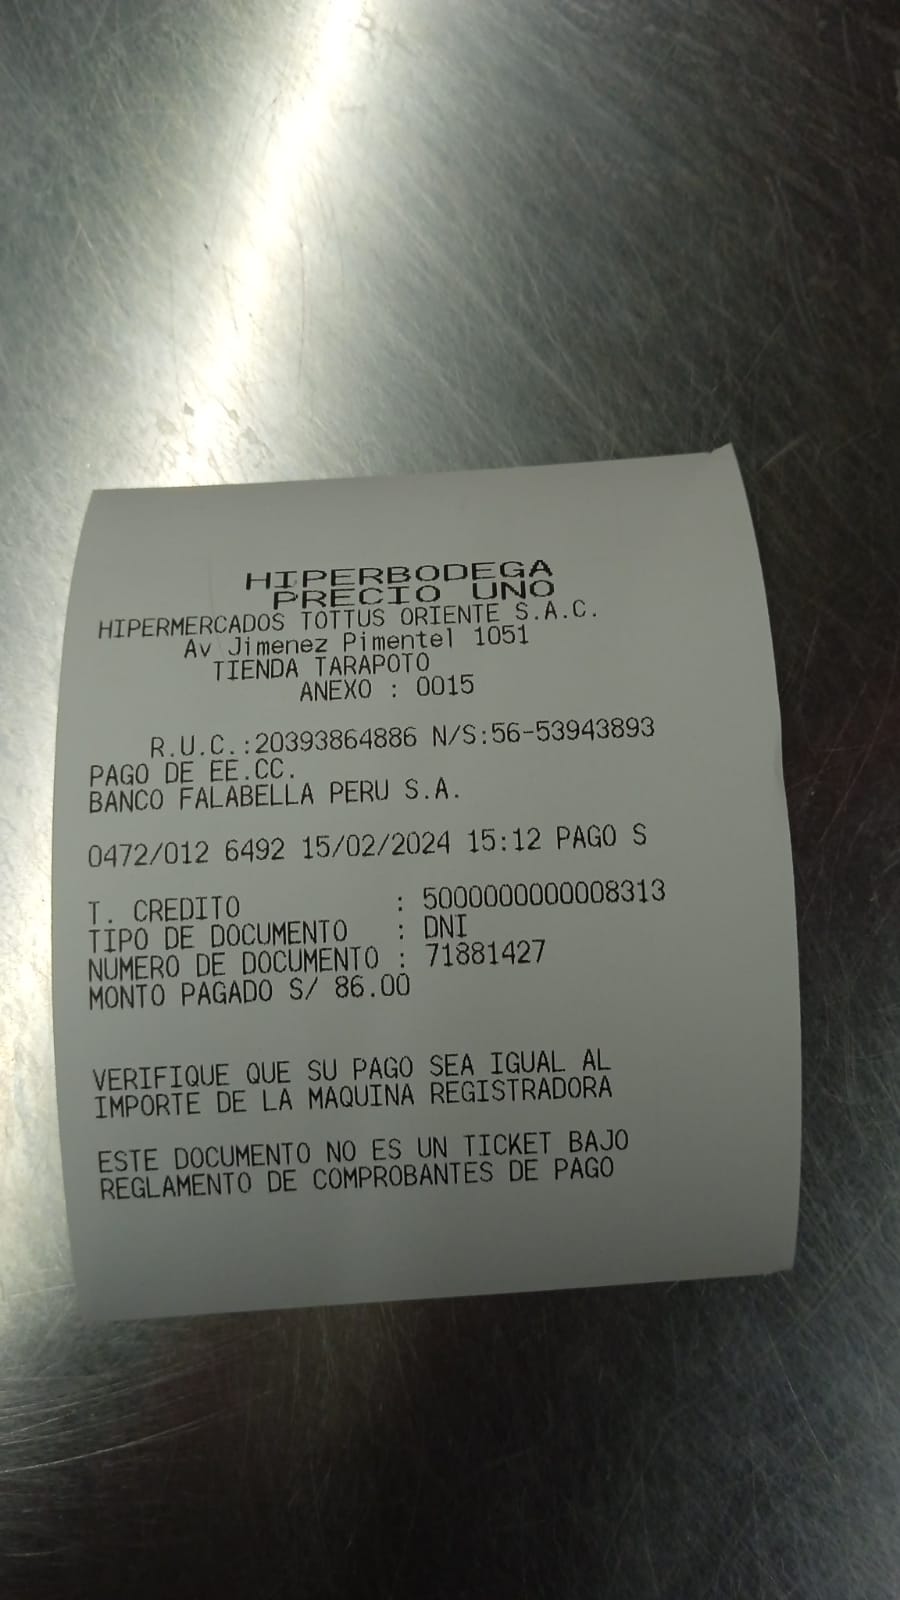 HIPERBODEGA
PRECIO UNO
HIPERMERCADOS TOTTUS ORIENTE S.A.C.
Av Jimenez Pimentel 1051
TIENDA TARAPOTO
ANEXO : 0015
R.U.C.:20393864886 N/S:56-53943893
PAGO DE EE.CC.
BANCO FALABELLA PERU S.A.
0472/012 6492 15/02/2024 15:12 PAGO S
T. CREDITO : 5000000000008313
TIPO DE DOCUMENTO : DNI
NUMERO DE DOCUMENTO : 71881427
MONTO PAGADO S/ 86.00
VERIFIQUE QUE SU PAGO SEA IGUAL AL
IMPORTE DE LA MAQUINA REGISTRADORA
ESTE DOCUMENTO NO ES UN TICKET BAJO
REGLAMENTO DE COMPROBANTES DE PAGO